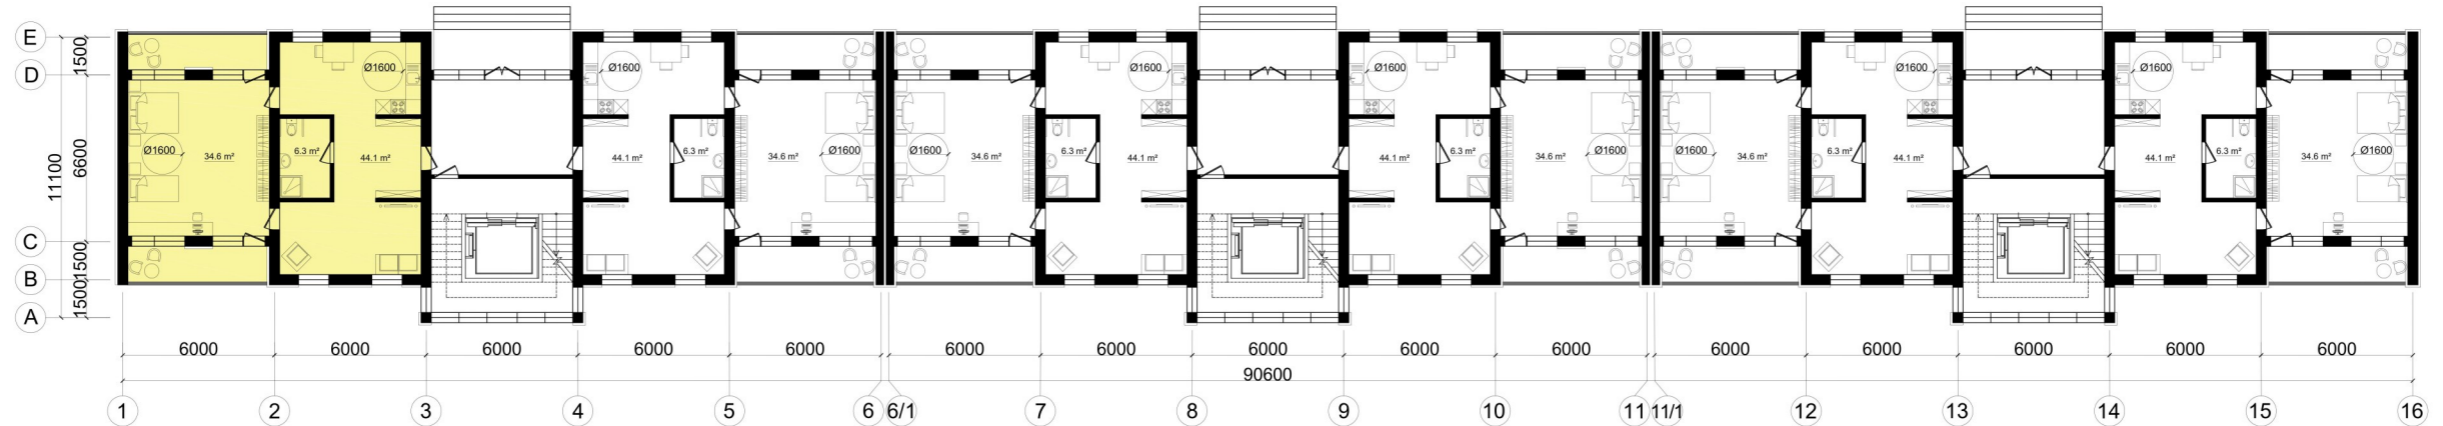 E
D
C
B
A
1500
6600
1500
1500
11100
Ø1600
Ø1600
Ø1600
Ø1600
Ø1600
Ø1600
Ø1600
Ø1600
Ø1600
Ø1600
Ø1600
Ø1600
34.6 m² 6.3 m² 44.1 m² 44.1 m² 6.3 m² 34.6 m² 34.6 m² 6.3 m² 44.1 m² 44.1 m² 6.3 m² 34.6 m² 34.6 m² 6.3 m² 44.1 m² 44.1 m² 6.3 m² 34.6 m²
6000 6000 6000 6000 6000 6000 6000 6000 6000 6000 6000 6000 6000 6000 6000
90600
1 2 3 4 5 6 6/1 7 8 9 10 11 11/1 12 13 14 15 16